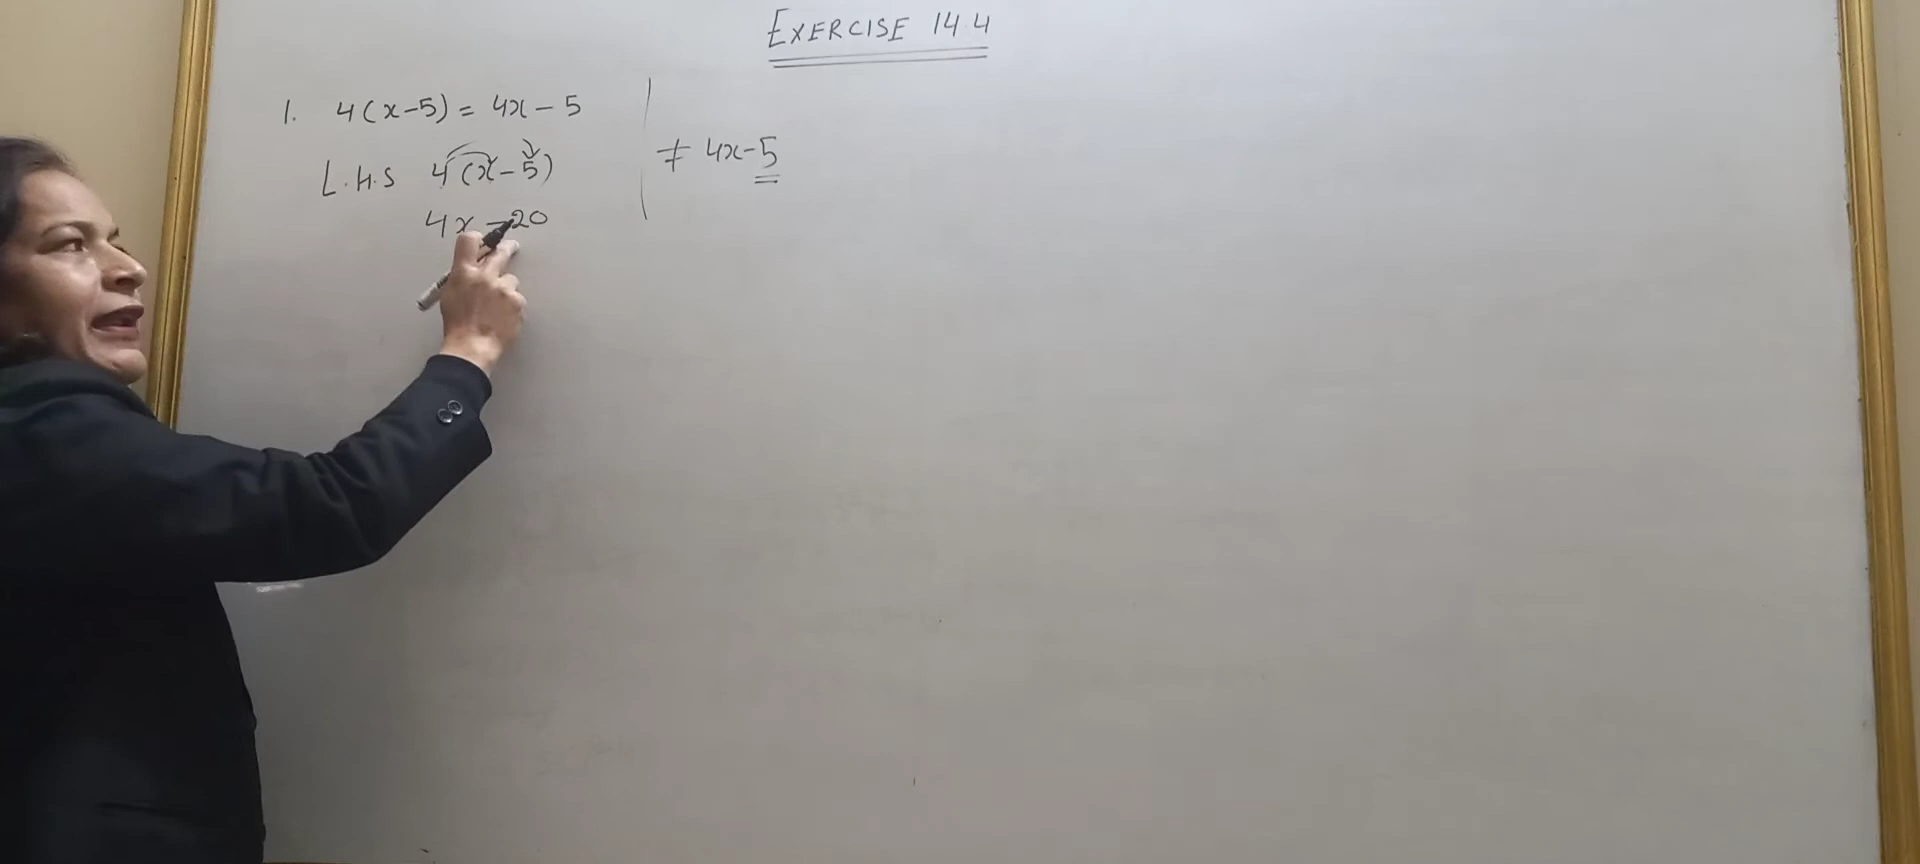 EXERCISE 14.4
1. 4(x-5) = 4x - 5
L.H.S 4(x-5)
≠ 4x-5
4x - 20